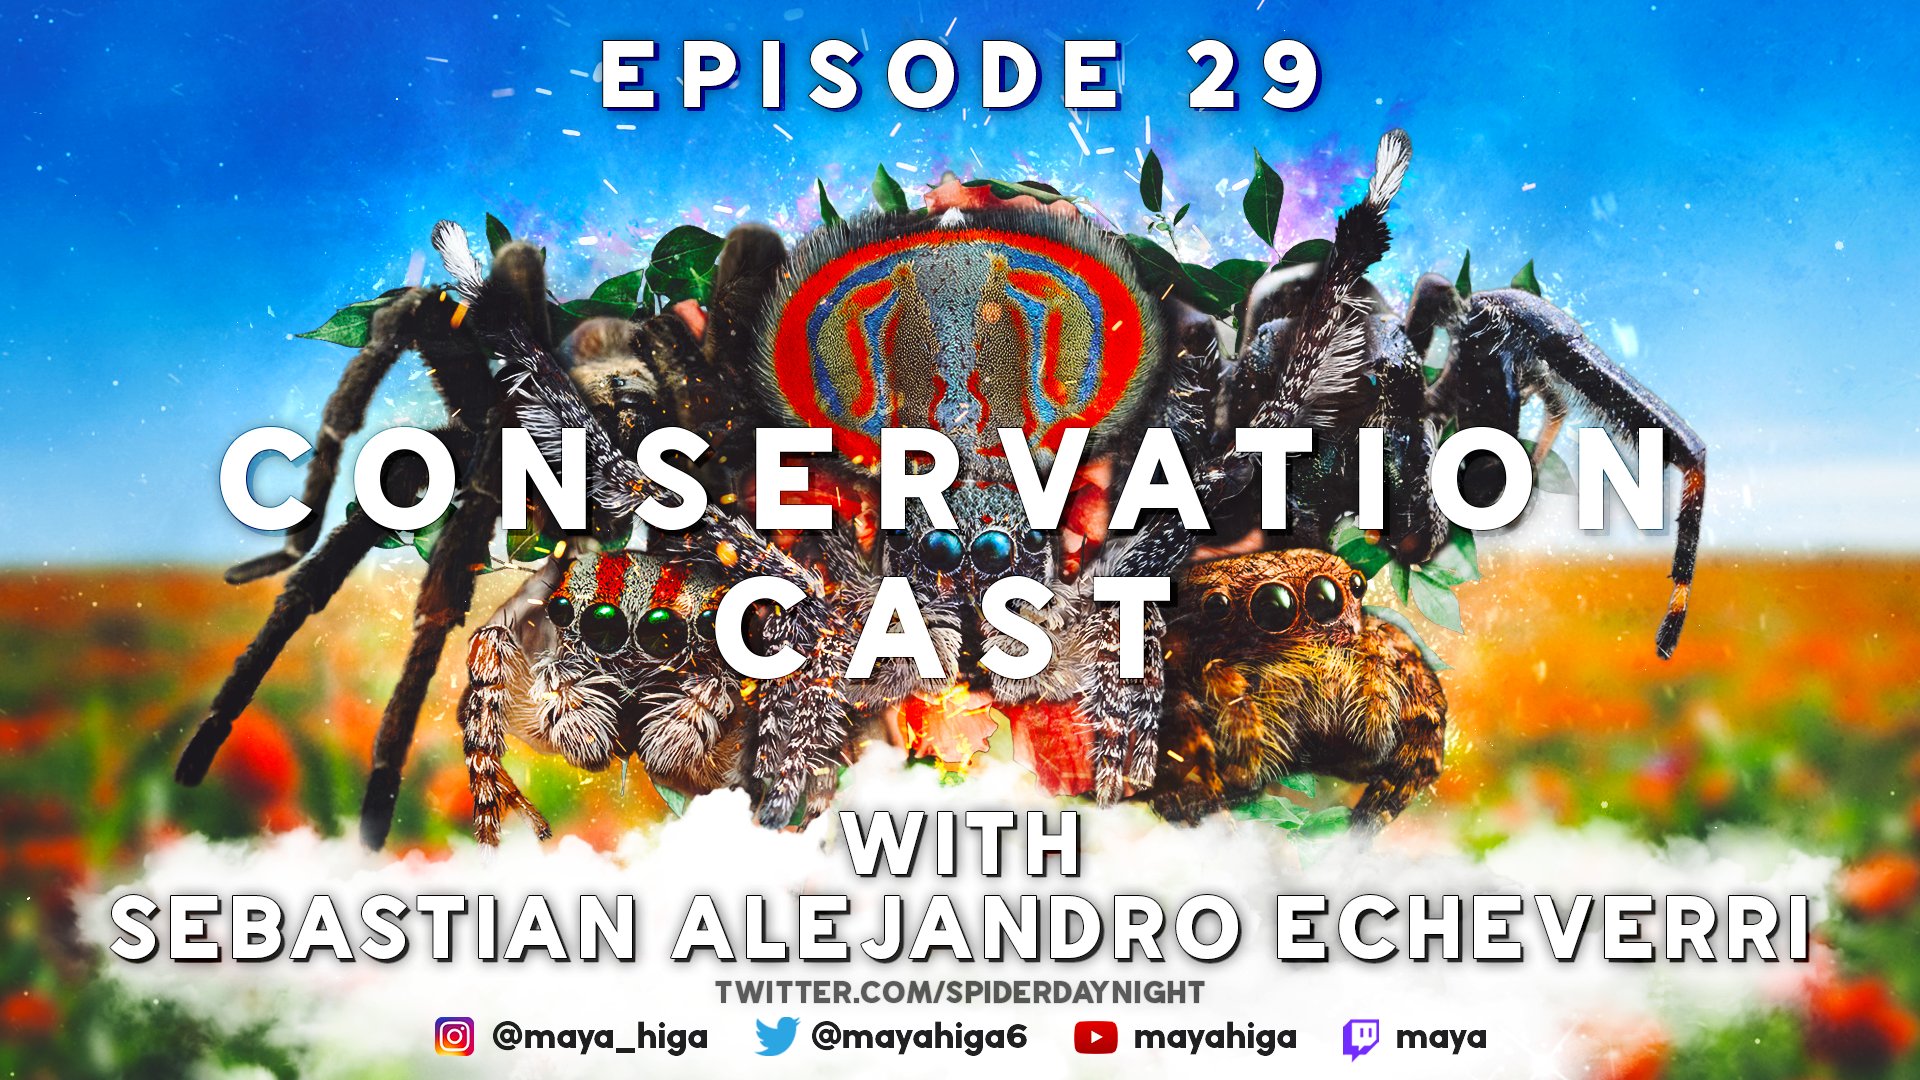 EPISODE 29
CONSERVATION
CAST
WITH
SEBASTIAN ALEJANDRO ECHEVERRI
TWITTER.COM/SPIDERDAYNIGHT
@maya_higa @mayahiga6 mayahiga maya